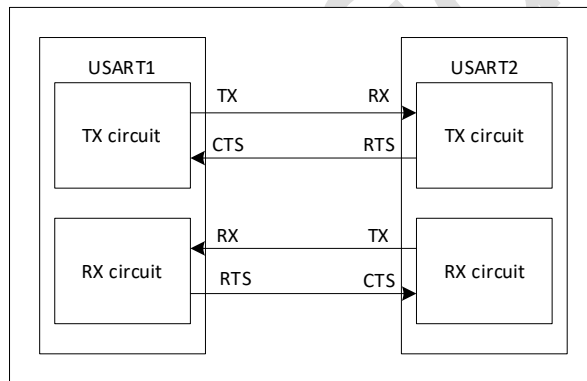 USART1 USART2
TX RX
TX circuit TX circuit
CTS RTS
RX TX
RX circuit RX circuit
RTS CTS